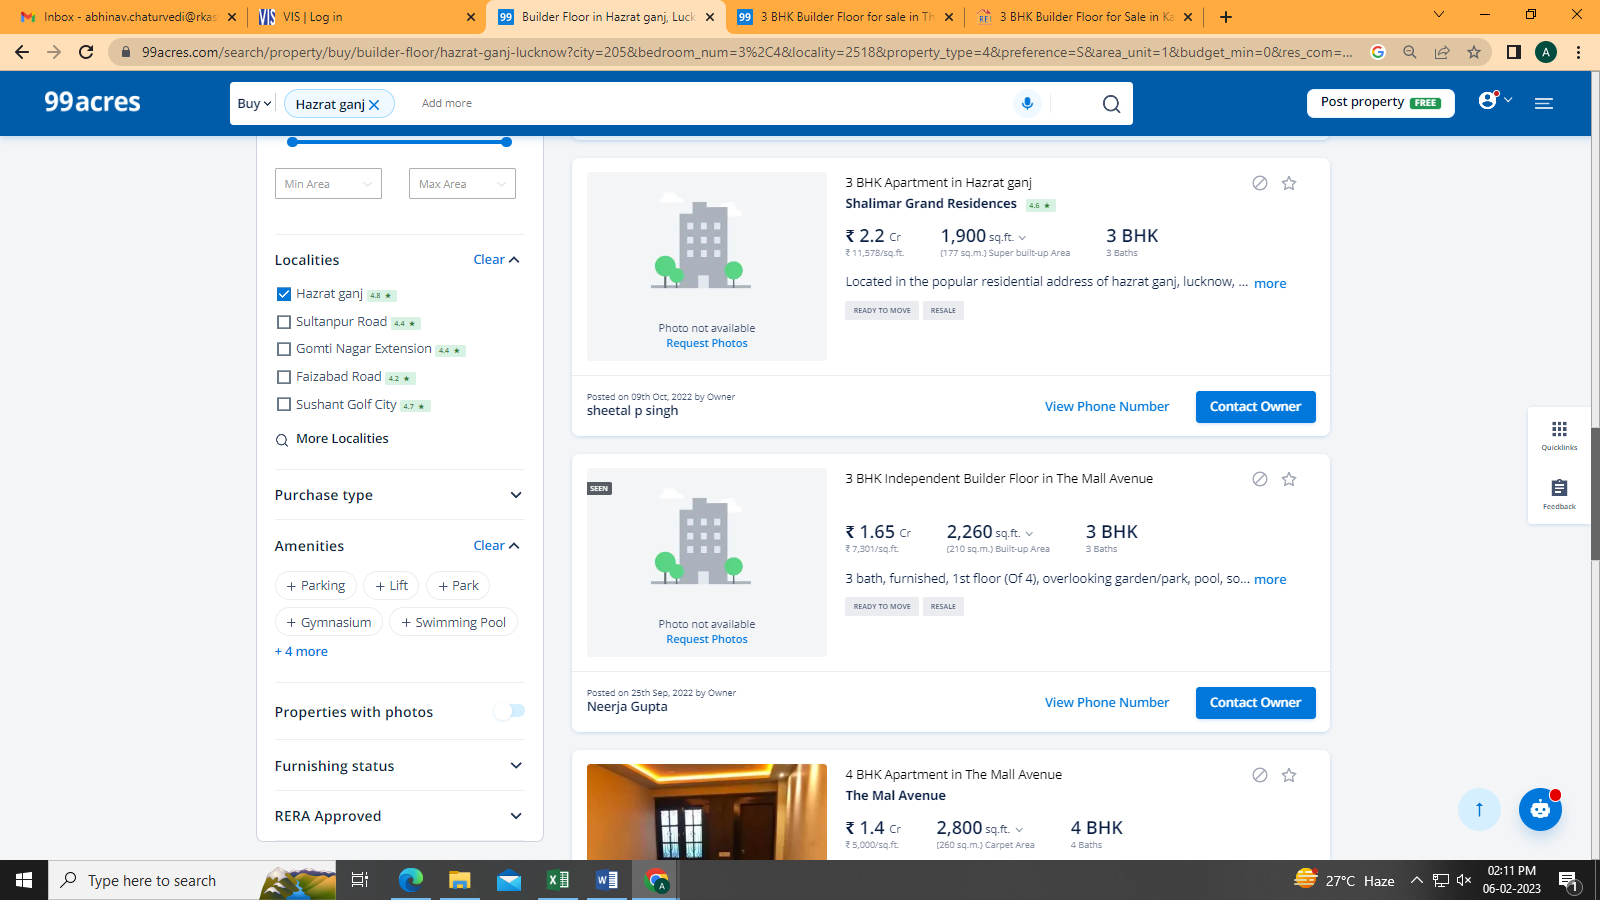 Inbox - abhinav.chaturvedi@rkas
VIS | Log in
Builder Floor in Hazrat ganj, Luck
3 BHK Builder Floor for sale in Th
3 BHK Builder Floor for Sale in Ka
99acres.com/search/property/buy/builder-floor/hazrat-ganj-lucknow?city=205&bedroom_num=3%2C4&locality=2518&property_type=4&preference=S&area_unit=1&budget_min=0&res_com=...
A
99acres
Buy
Hazrat ganj
Add more
Post property FREE
Min Area
Max Area
Localities
Clear
Hazrat ganj 4.8 ★
Sultanpur Road 4.4 ★
Gomti Nagar Extension 4.4 ★
Faizabad Road 4.2 ★
Sushant Golf City 4.7 ★
More Localities
Purchase type
Amenities
Clear
+ Parking
+ Lift
+ Park
+ Gymnasium
+ Swimming Pool
+ 4 more
Properties with photos
Furnishing status
RERA Approved
Photo not available
Request Photos
3 BHK Apartment in Hazrat ganj
Shalimar Grand Residences 4.6 ★
₹ 2.2 Cr
₹ 11,578/sq.ft.
1,900 sq.ft.
(177 sq.m.) Super built-up Area
3 BHK
3 Baths
Located in the popular residential address of hazrat ganj, lucknow, ... more
READY TO MOVE
RESALE
Posted on 09th Oct, 2022 by Owner
sheetal p singh
View Phone Number
Contact Owner
SEEN
Photo not available
Request Photos
3 BHK Independent Builder Floor in The Mall Avenue
₹ 1.65 Cr
₹ 7,301/sq.ft.
2,260 sq.ft.
(210 sq.m.) Built-up Area
3 BHK
3 Baths
3 bath, furnished, 1st floor (Of 4), overlooking garden/park, pool, so... more
READY TO MOVE
RESALE
Posted on 25th Sep, 2022 by Owner
Neerja Gupta
View Phone Number
Contact Owner
4 BHK Apartment in The Mall Avenue
The Mal Avenue
₹ 1.4 Cr
₹ 5,000/sq.ft.
2,800 sq.ft.
(260 sq.m.) Carpet Area
4 BHK
4 Baths
Quicklinks
Feedback
Type here to search
27°C Haze
02:11 PM
06-02-2023
1